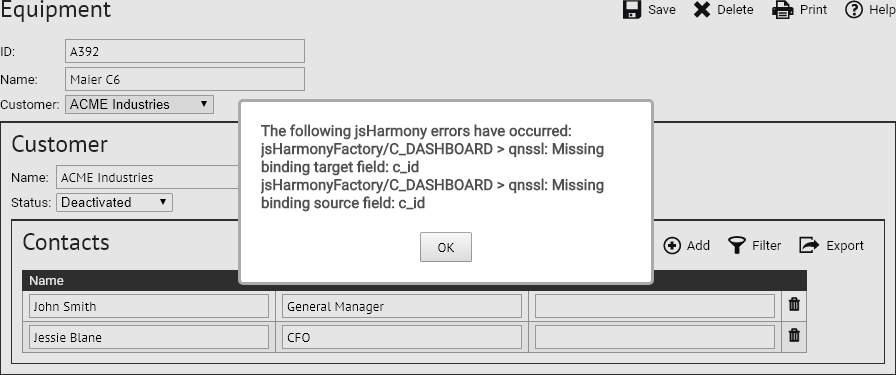 Equipment
Save Delete Print Help
ID: A392
Name: Maier C6
Customer: ACME Industries
The following jsHarmony errors have occurred:
jsHarmonyFactory/C_DASHBOARD > qnssl: Missing
binding target field: c_id
jsHarmonyFactory/C_DASHBOARD > qnssl: Missing
binding source field: c_id
OK
Customer
Name: ACME Industries
Status: Deactivated
Contacts
Add Filter Export
Name
John Smith General Manager
Jessie Blane CFO